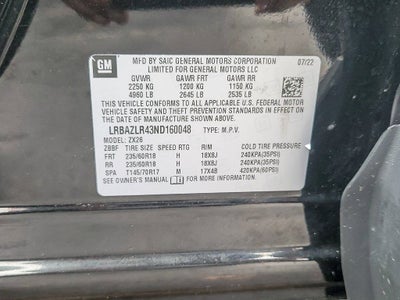 GM
MFD BY SAIC GENERAL MOTORS CORPORATION 07/22
LIMITED FOR GENERAL MOTORS LLC
GVWR GAWR FRT GAWR RR
2250 KG 1200 KG 1150 KG
4960 LB 2645 LB 2535 LB
THIS VEHICLE CONFORMS TO ALL APPLICABLE U.S. FEDERAL MOTOR
VEHICLE SAFETY, BUMPER, AND THEFT PREVENTION STANDARDS IN EFFECT ON
THE DATE OF MANUFACTURE SHOWN ABOVE.
LRBAZLR43ND160048 TYPE: M.P.V.
MODEL: ZX26
ZBBF TIRE SIZE SPEED RTG RIM COLD TIRE PRESSURE
FRT 235/60R18 H 18X8J 240KPA(35PSI)
RR 235/60R18 H 18X8J 240KPA(35PSI)
SPA T145/70R17 M 17X4B 420KPA(60PSI)
SEE OWNER'S MANUAL FOR MORE INFORMATION